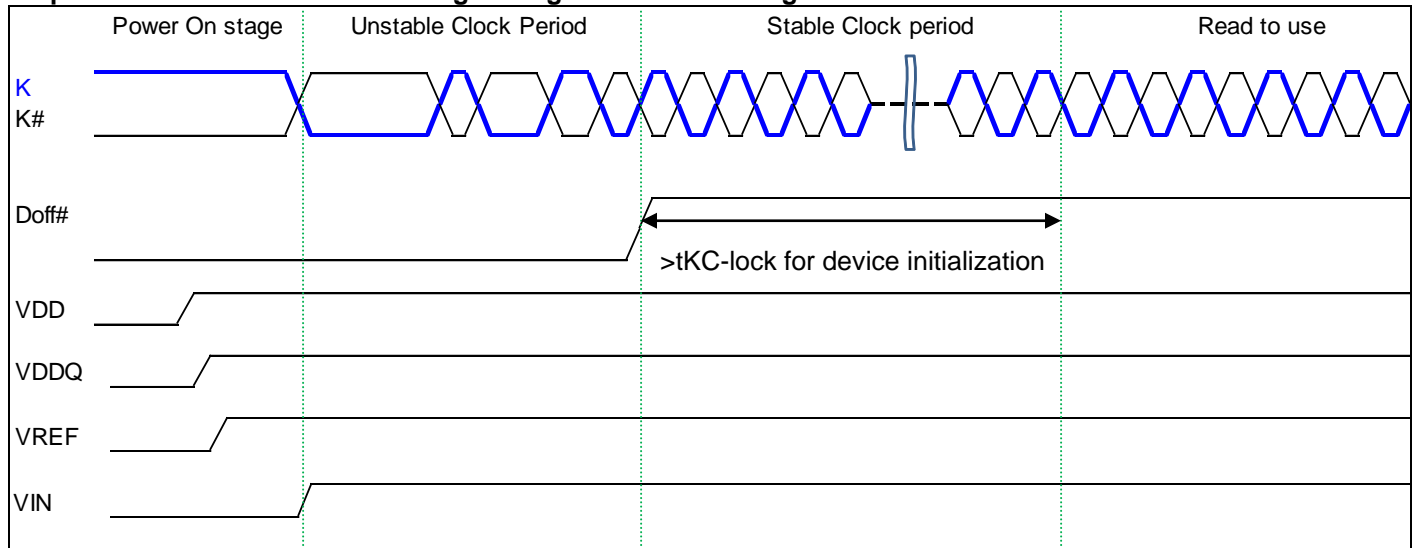 Power On stage
Unstable Clock Period
Stable Clock period
Read to use
K
K#
Doff#
>tKC-lock for device initialization
VDD
VDDQ
VREF
VIN